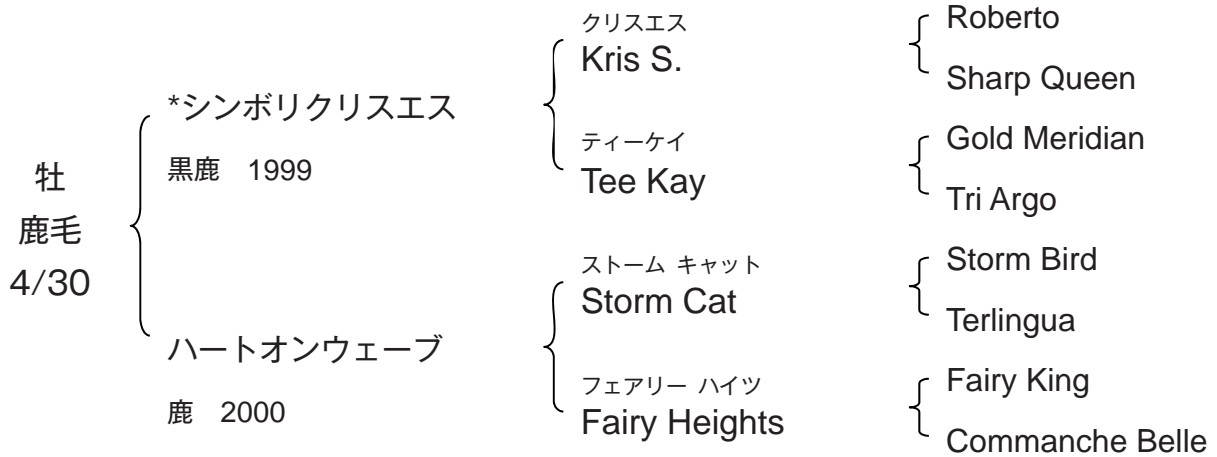 牡
鹿毛
4/30
*シンボリクリスエス
黒鹿 1999
ハートオンウェーブ
鹿 2000
クリスエス
Kris S.
ティーケイ
Tee Kay
ストーム キャット
Storm Cat
フェアリー ハイツ
Fairy Heights
Roberto
Sharp Queen
Gold Meridian
Tri Argo
Storm Bird
Terlingua
Fairy King
Commanche Belle